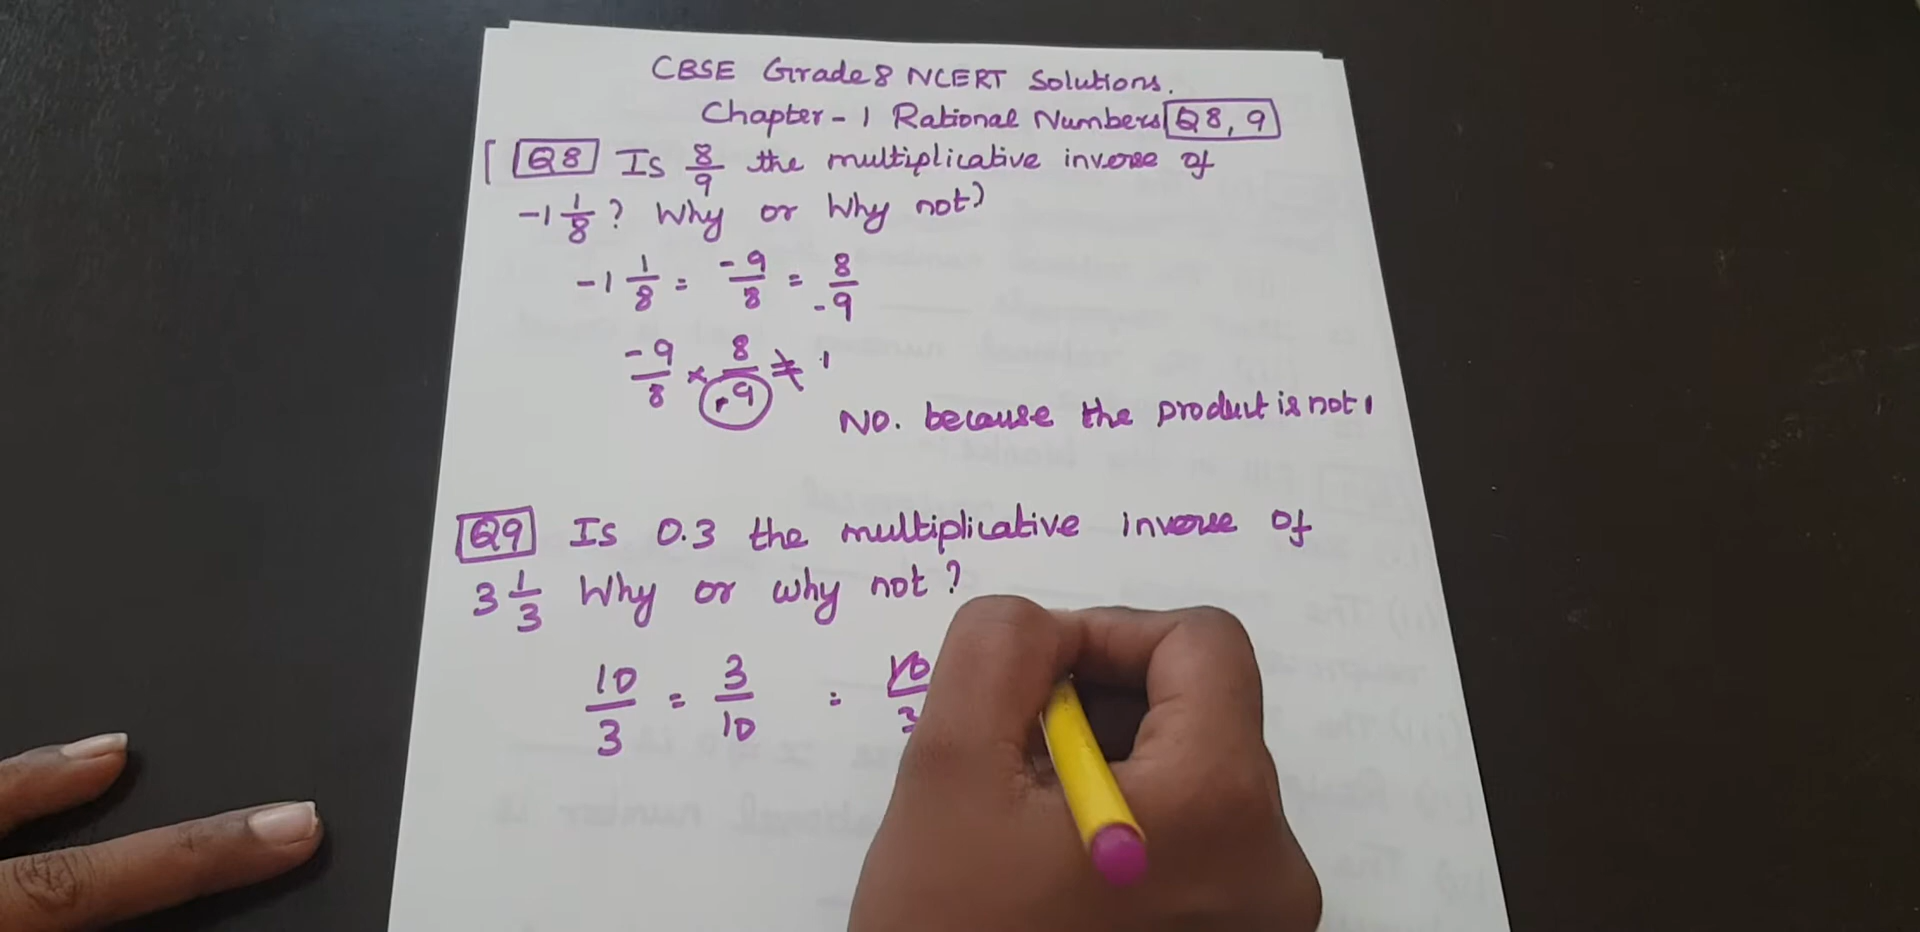 CBSE Grade 8 NCERT Solutions.
Chapter - 1 Rational Numbers Q8, 9
Q8 Is 8/9 the multiplicative inverse of
-1 1/8 ? Why or Why not?
-1 1/8 = -9/8 = 8/-9
-9/8 × 8/-9 ≠ 1
No. because the product is not 1
Q9 Is 0.3 the multiplicative inverse of
3 1/3 Why or why not?
10/3 = 3/10 = 10/3